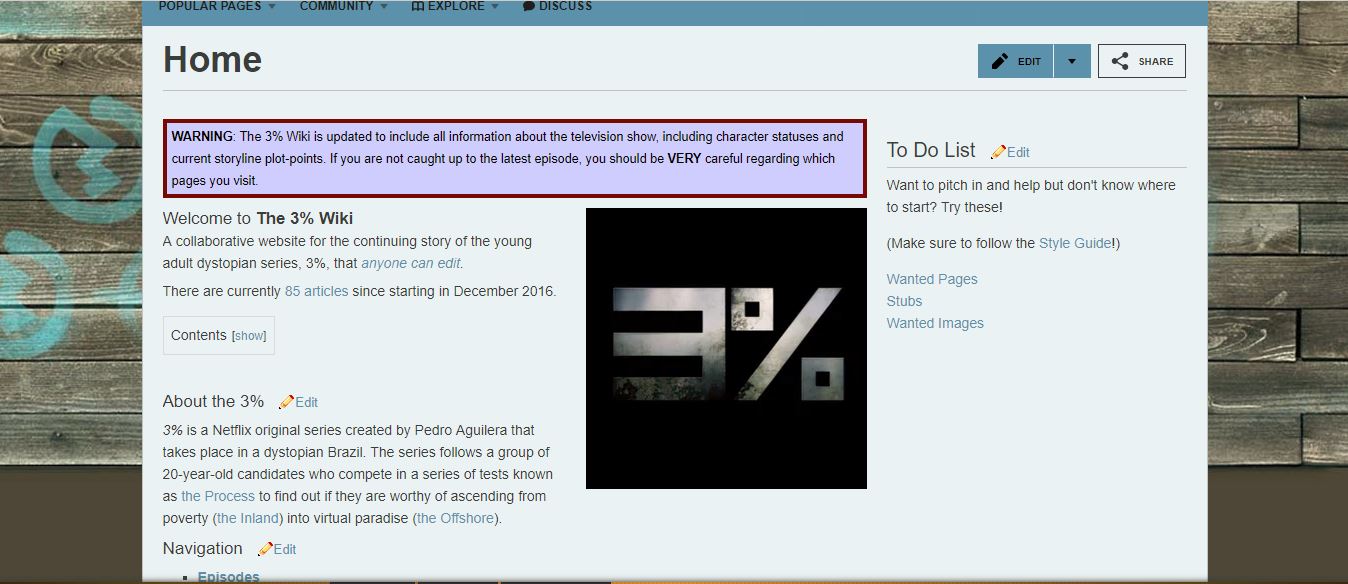 POPULAR PAGES COMMUNITY EXPLORE DISCUSS
Home
EDIT SHARE
WARNING: The 3% Wiki is updated to include all information about the television show, including character statuses and
current storyline plot-points. If you are not caught up to the latest episode, you should be VERY careful regarding which
pages you visit.
Welcome to The 3% Wiki
A collaborative website for the continuing story of the young
adult dystopian series, 3%, that anyone can edit.
There are currently 85 articles since starting in December 2016.
Contents [show]
3%
About the 3% Edit
3% is a Netflix original series created by Pedro Aguilera that
takes place in a dystopian Brazil. The series follows a group of
20-year-old candidates who compete in a series of tests known
as the Process to find out if they are worthy of ascending from
poverty (the Inland) into virtual paradise (the Offshore).
Navigation Edit
Episodes
To Do List Edit
Want to pitch in and help but don't know where
to start? Try these!
(Make sure to follow the Style Guide!)
Wanted Pages
Stubs
Wanted Images